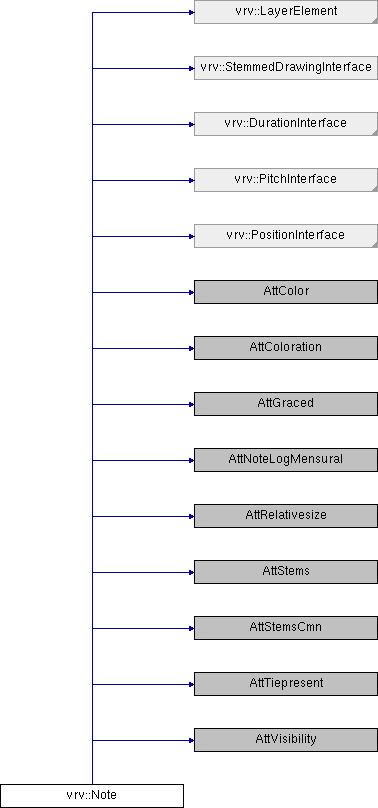 vrv::LayerElement
vrv::StemmedDrawingInterface
vrv::DurationInterface
vrv::PitchInterface
vrv::PositionInterface
AttColor
AttColoration
AttGraced
AttNoteLogMensural
AttRelativesize
AttStems
AttStemsCmn
AttTiepresent
AttVisibility
vrv::Note